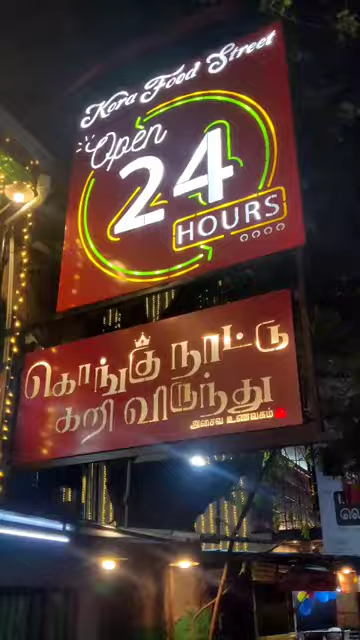 Kora Food Street
Open
24
HOURS
கொங்கு நாட்டு
கறி விருந்து
அசைவ உணவகம்